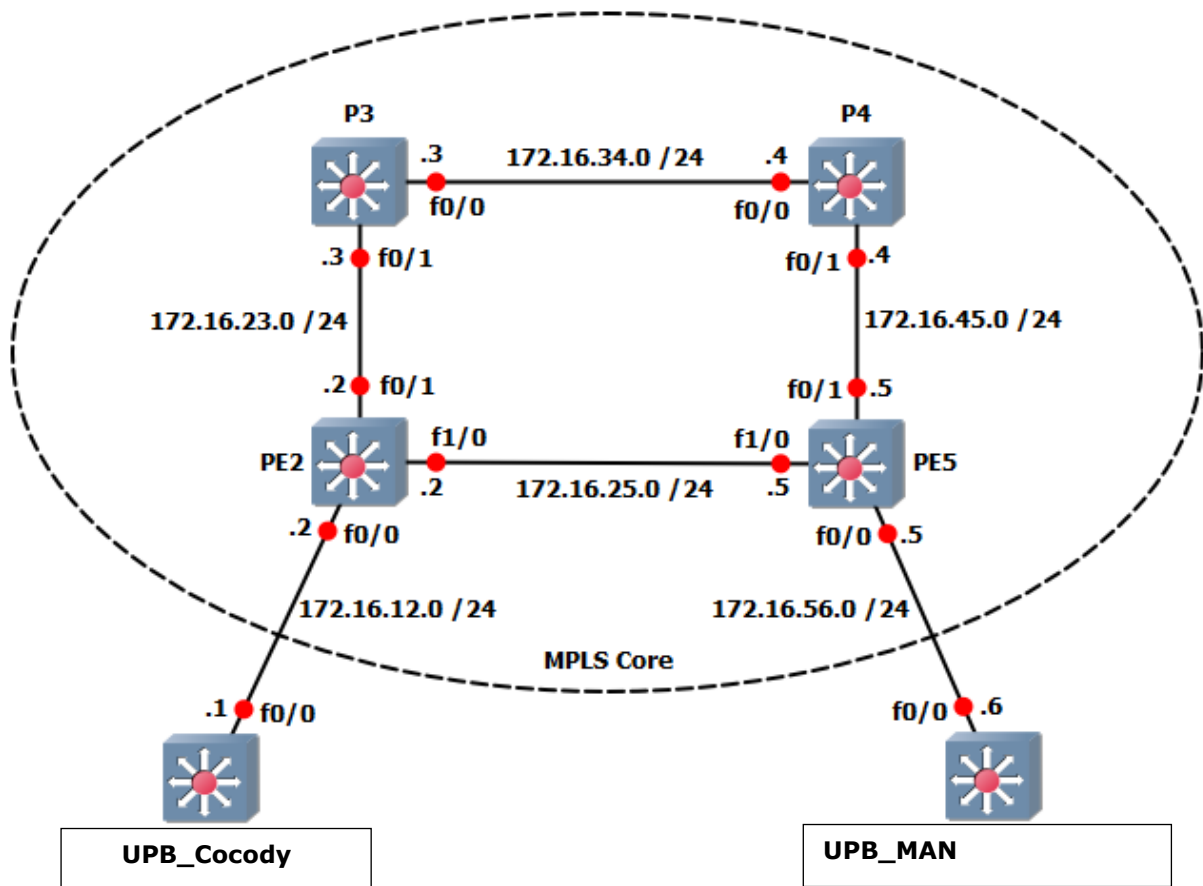 P3
P4
.3
172.16.34.0 /24
.4
f0/0
f0/0
.3
f0/1
f0/1
.4
172.16.23.0 /24
172.16.45.0 /24
.2
f0/1
f0/1
.5
PE2
f1/0
f1/0
PE5
.2
172.16.25.0 /24
.5
.2
f0/0
f0/0
.5
172.16.12.0 /24
172.16.56.0 /24
MPLS Core
.1
f0/0
f0/0
.6
UPB_Cocody
UPB_MAN